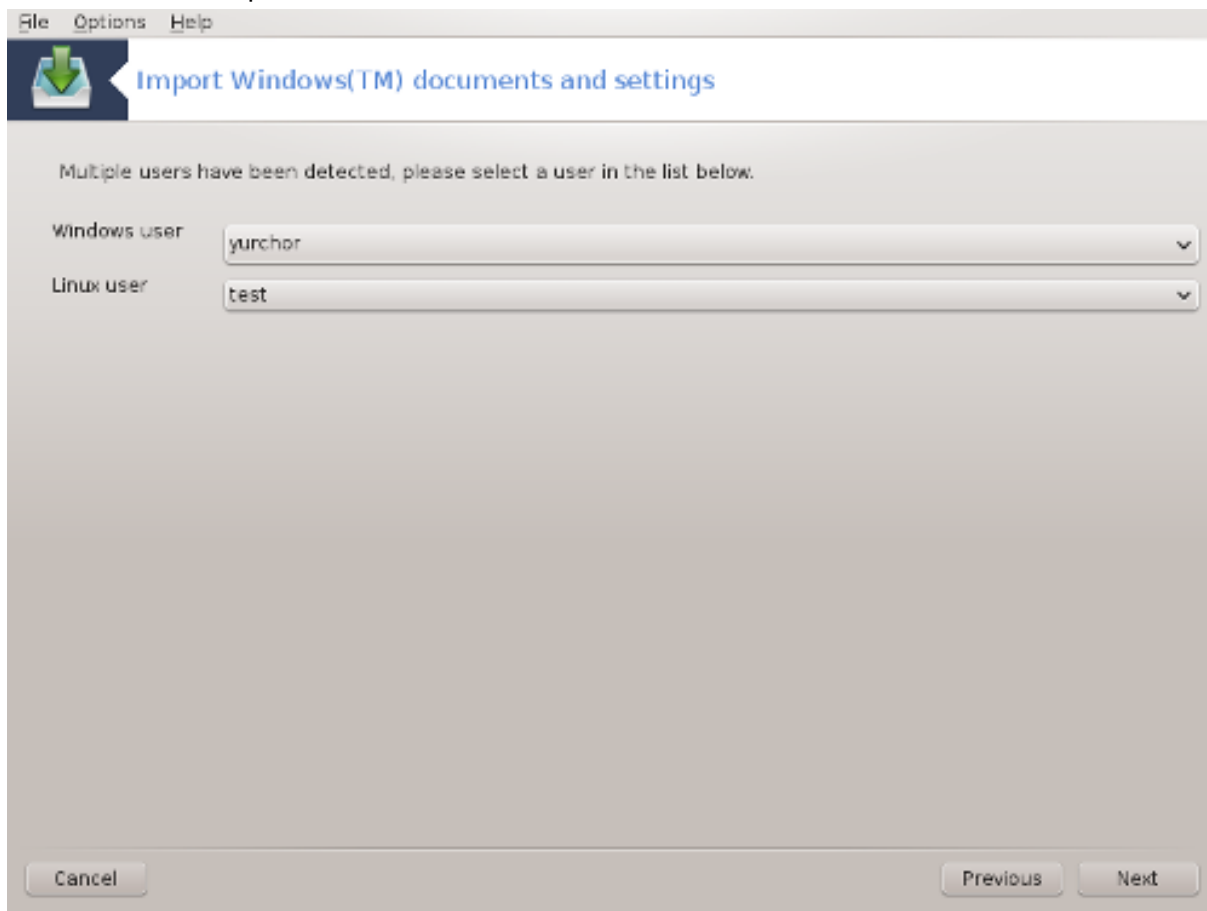 File Options Help
Import Windows(TM) documents and settings
Multiple users have been detected, please select a user in the list below.
Windows user
yurchor
Linux user
test
Cancel Previous Next